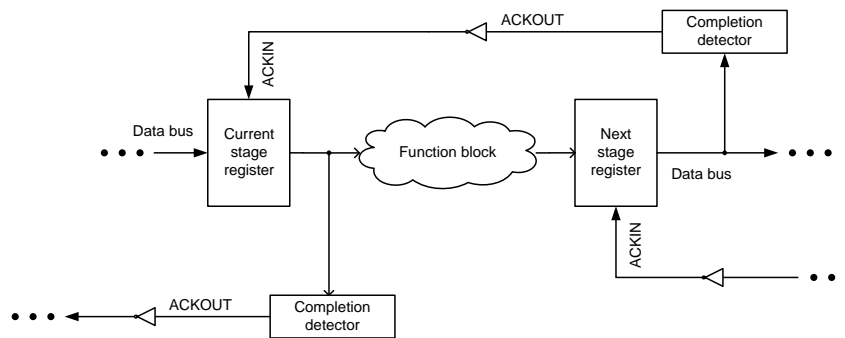 ACKOUT
Completion
detector
ACKIN
Data bus
Current
stage
register
Function block
Next
stage
register
Data bus
ACKIN
ACKOUT
Completion
detector